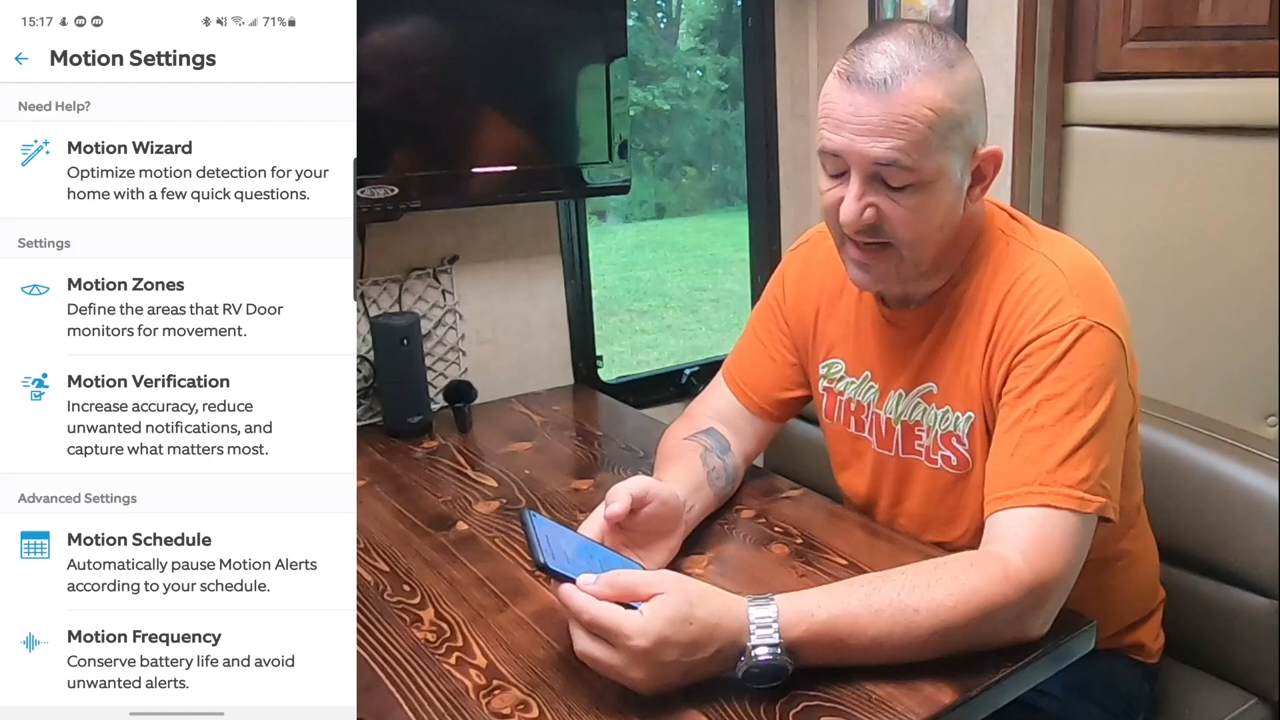 15:17
71%
Motion Settings
Need Help?
Motion Wizard
Optimize motion detection for your
home with a few quick questions.
Settings
Motion Zones
Define the areas that RV Door
monitors for movement.
Motion Verification
Increase accuracy, reduce
unwanted notifications, and
capture what matters most.
Advanced Settings
Motion Schedule
Automatically pause Motion Alerts
according to your schedule.
Motion Frequency
Conserve battery life and avoid
unwanted alerts.
TRAVELS